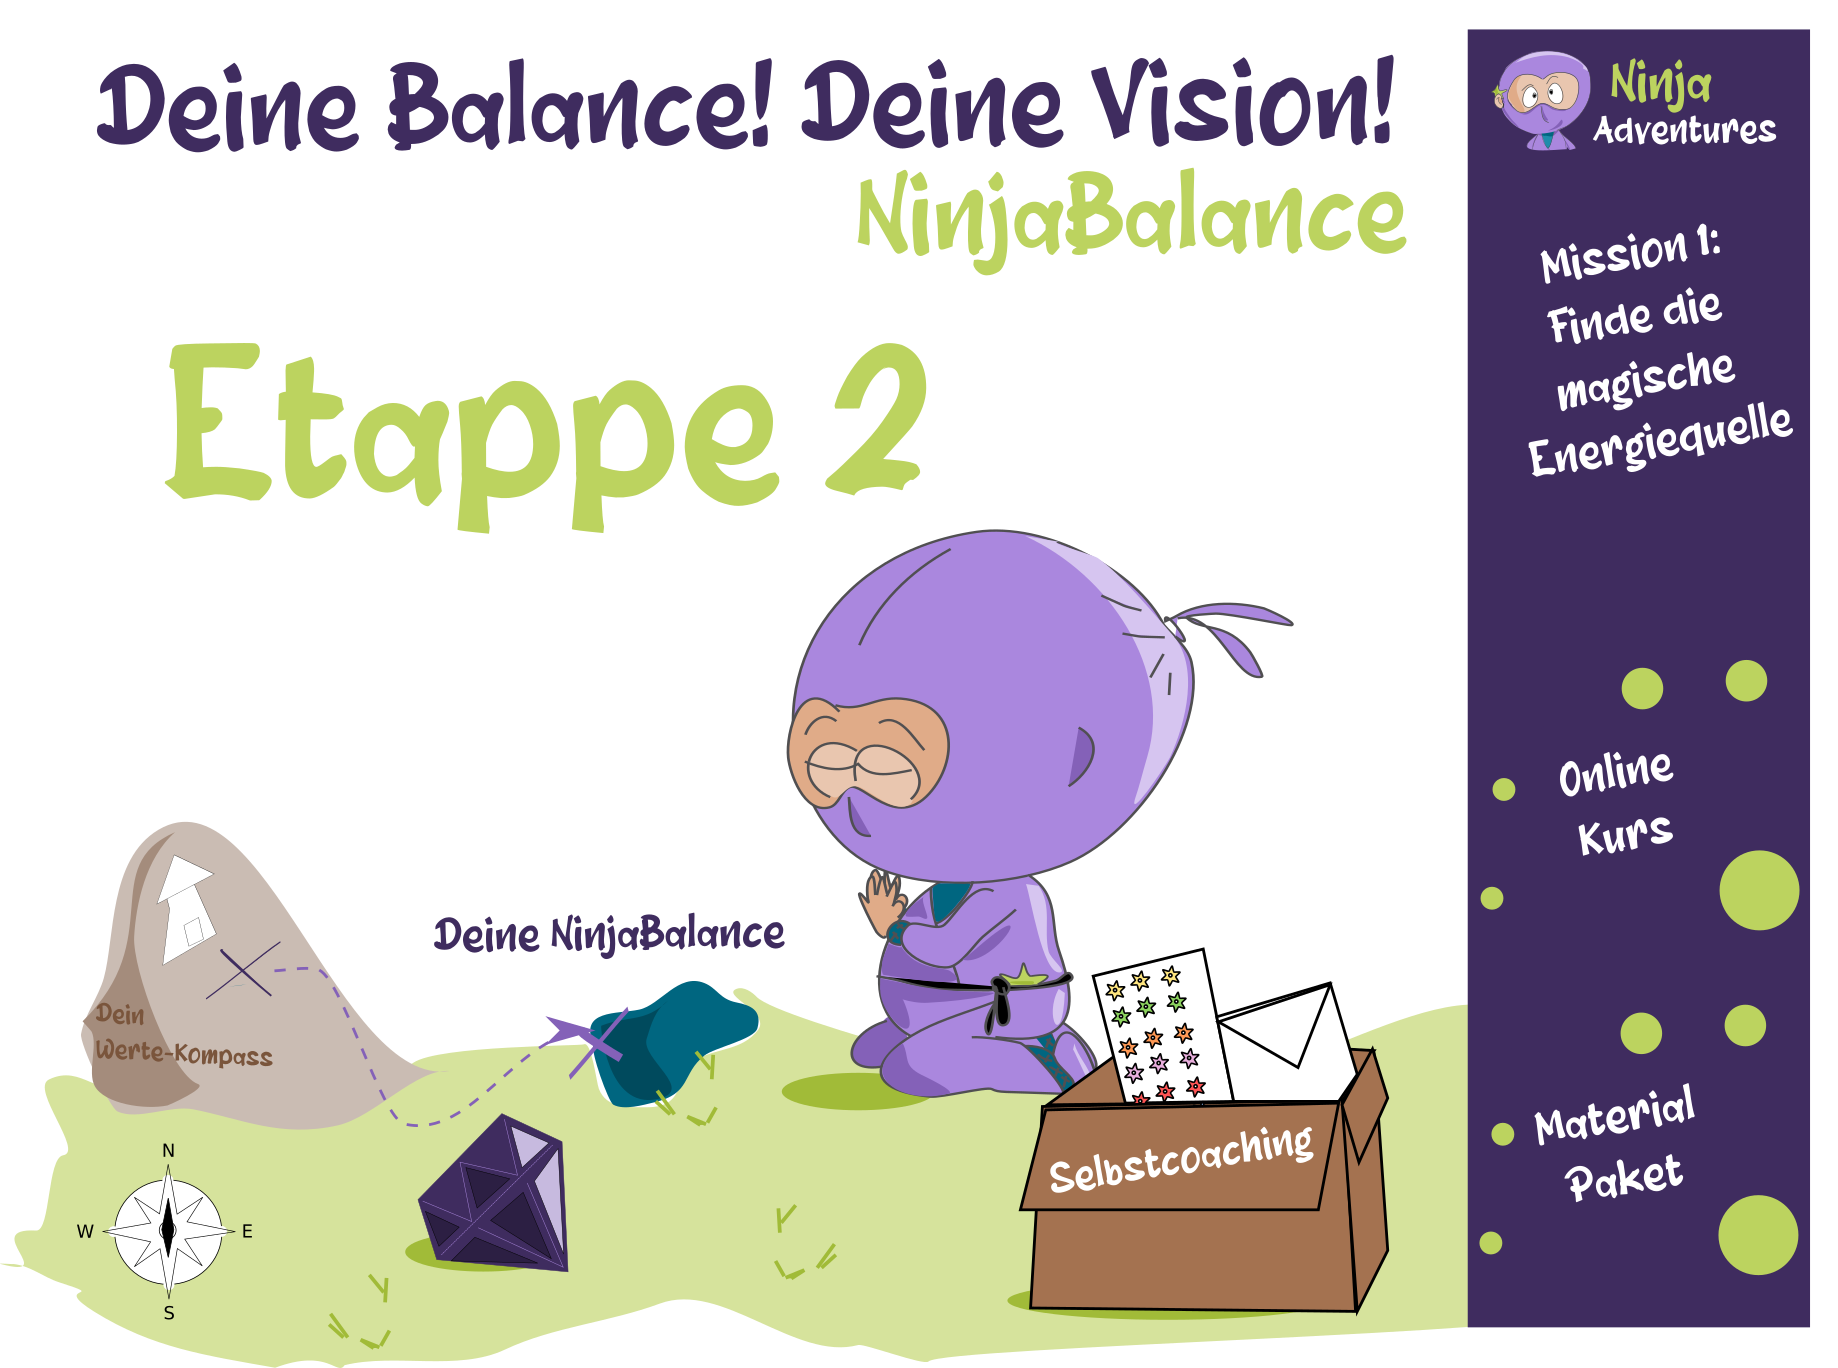 Deine Balance! Deine Vision!
NinjaBalance
Etappe 2
Deine NinjaBalance
Dein
Werte-Kompass
N
W
E
S
Selbstcoaching
Ninja
Adventures
Mission 1:
Finde die
magische
Energiequelle
Online
Kurs
Material
Paket